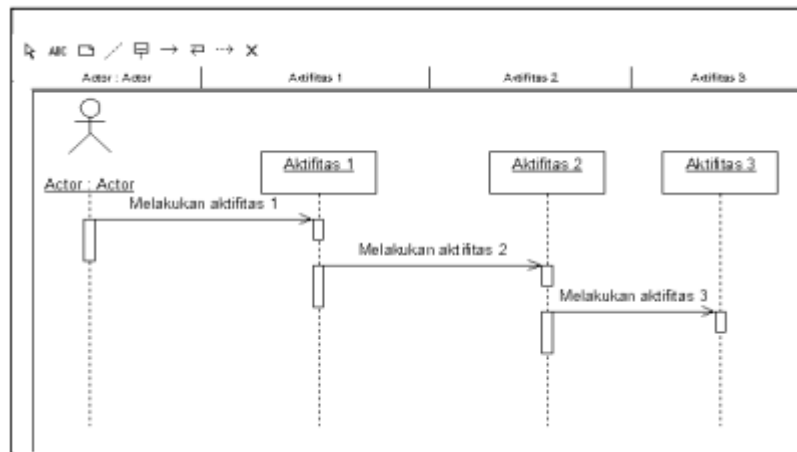 ABC
Actor : Actor
Aktifitas 1
Aktifitas 2
Aktifitas 3
Aktifitas 1
Aktifitas 2
Aktifitas 3
Actor : Actor
Melakukan aktifitas 1
Melakukan aktifitas 2
Melakukan aktifitas 3